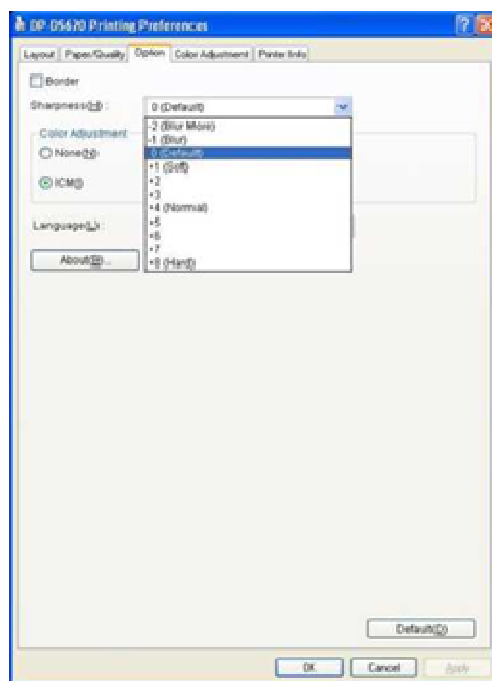 DP-DS620 Printing Preferences
Layout Paper/Quality Option Color Adjustment Printer Info
Border
Sharpness(H) : 0 (Default)
-2 (Blur More)
-1 (Blur)
0 (Default)
+1 (Soft)
+2
+3
+4 (Normal)
+5
+6
+7
+8 (Hard)
Color Adjustment
None(N)
ICM(I)
Language(L):
About(B)...
Default(D)
OK Cancel Apply